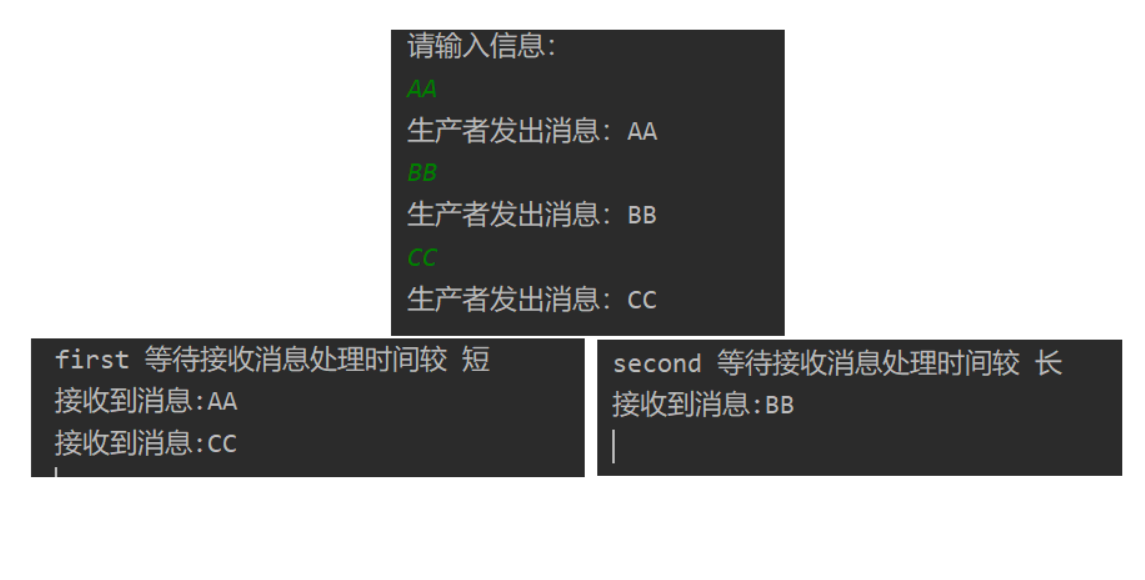 请输入信息：
AA
生产者发出消息：AA
BB
生产者发出消息：BB
CC
生产者发出消息：CC
first 等待接收消息处理时间较 短
接收到消息:AA
接收到消息:CC
second 等待接收消息处理时间较 长
接收到消息:BB